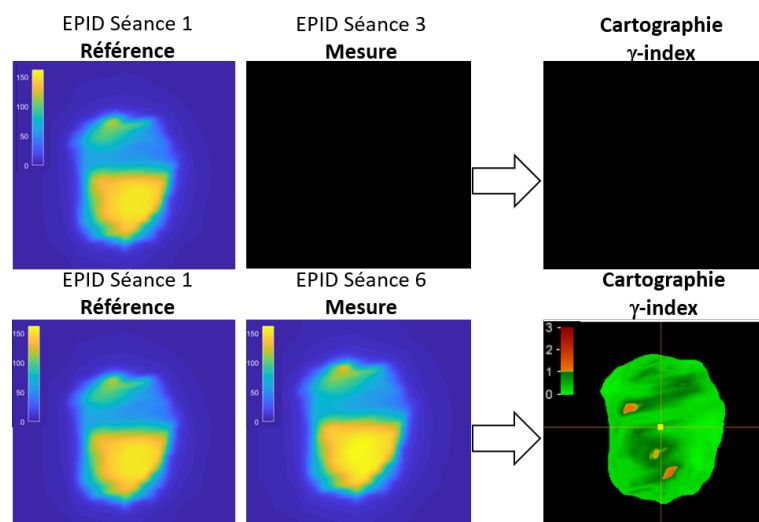 EPID Séance 1
Référence
EPID Séance 3
Mesure
Cartographie
γ-index
150
100
50
0
EPID Séance 1
Référence
EPID Séance 6
Mesure
Cartographie
γ-index
150
100
50
0
150
100
50
0
3
2
1
0